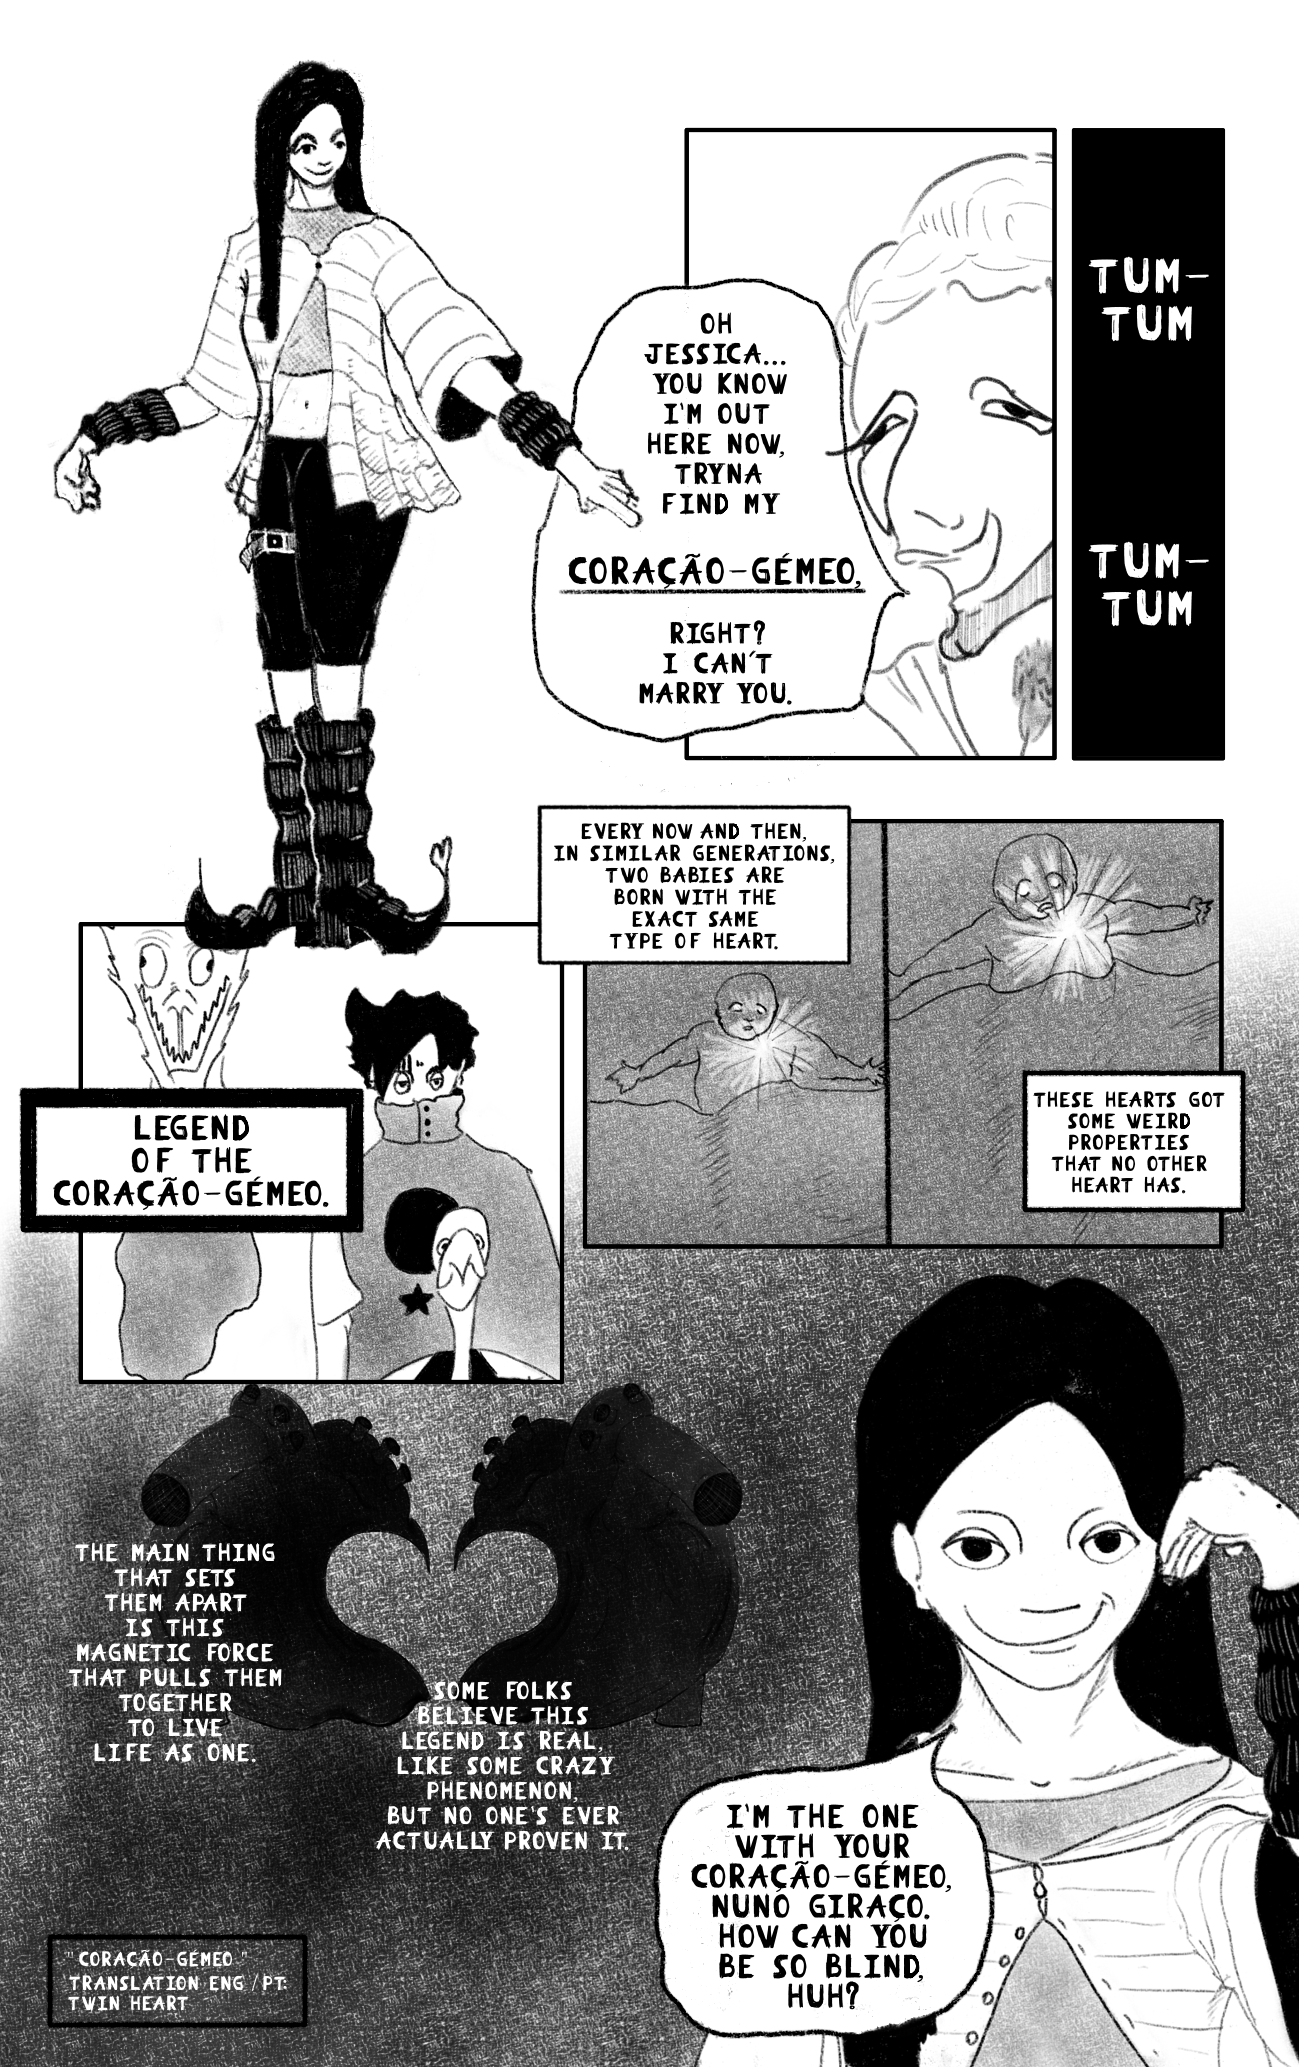 OH
JESSICA...
YOU KNOW
I'M OUT
HERE NOW,
TRYNA
FIND MY
CORAÇÃO-GÉMEO,
RIGHT?
I CAN'T
MARRY YOU.
TUM-
TUM
TUM-
TUM
EVERY NOW AND THEN,
IN SIMILAR GENERATIONS,
TWO BABIES ARE
BORN WITH THE
EXACT SAME
TYPE OF HEART.
THESE HEARTS GOT
SOME WEIRD
PROPERTIES
THAT NO OTHER
HEART HAS.
LEGEND
OF THE
CORAÇÃO-GÉMEO.
THE MAIN THING
THAT SETS
THEM APART
IS THIS
MAGNETIC FORCE
THAT PULLS THEM
TOGETHER
TO LIVE
LIFE AS ONE.
SOME FOLKS
BELIEVE THIS
LEGEND IS REAL,
LIKE SOME CRAZY
PHENOMENON,
BUT NO ONE'S EVER
ACTUALLY PROVEN IT.
I'M THE ONE
WITH YOUR
CORAÇÃO-GÉMEO,
NUNO GIRAÇO.
HOW CAN YOU
BE SO BLIND,
HUH?
"CORAÇÃO-GÉMEO"
TRANSLATION ENG/PT:
TWIN HEART